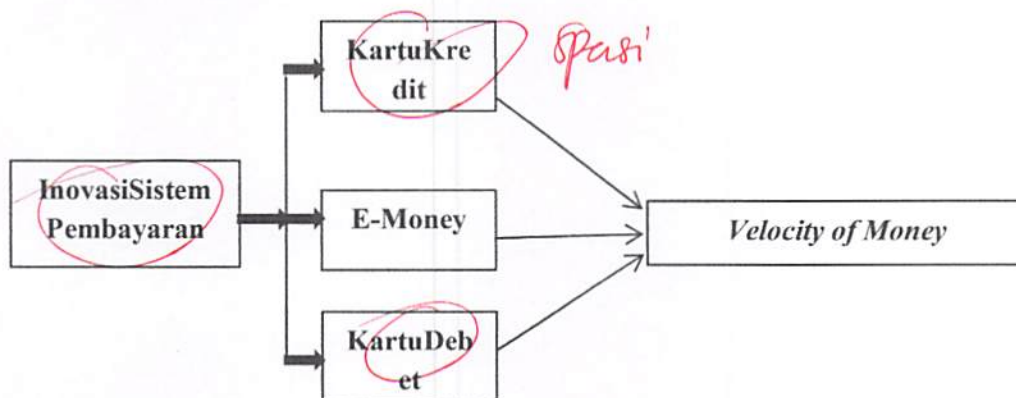 KartuKre
dit
spasi
InovasiSistem
Pembayaran
E-Money
Velocity of Money
KartuDeb
et